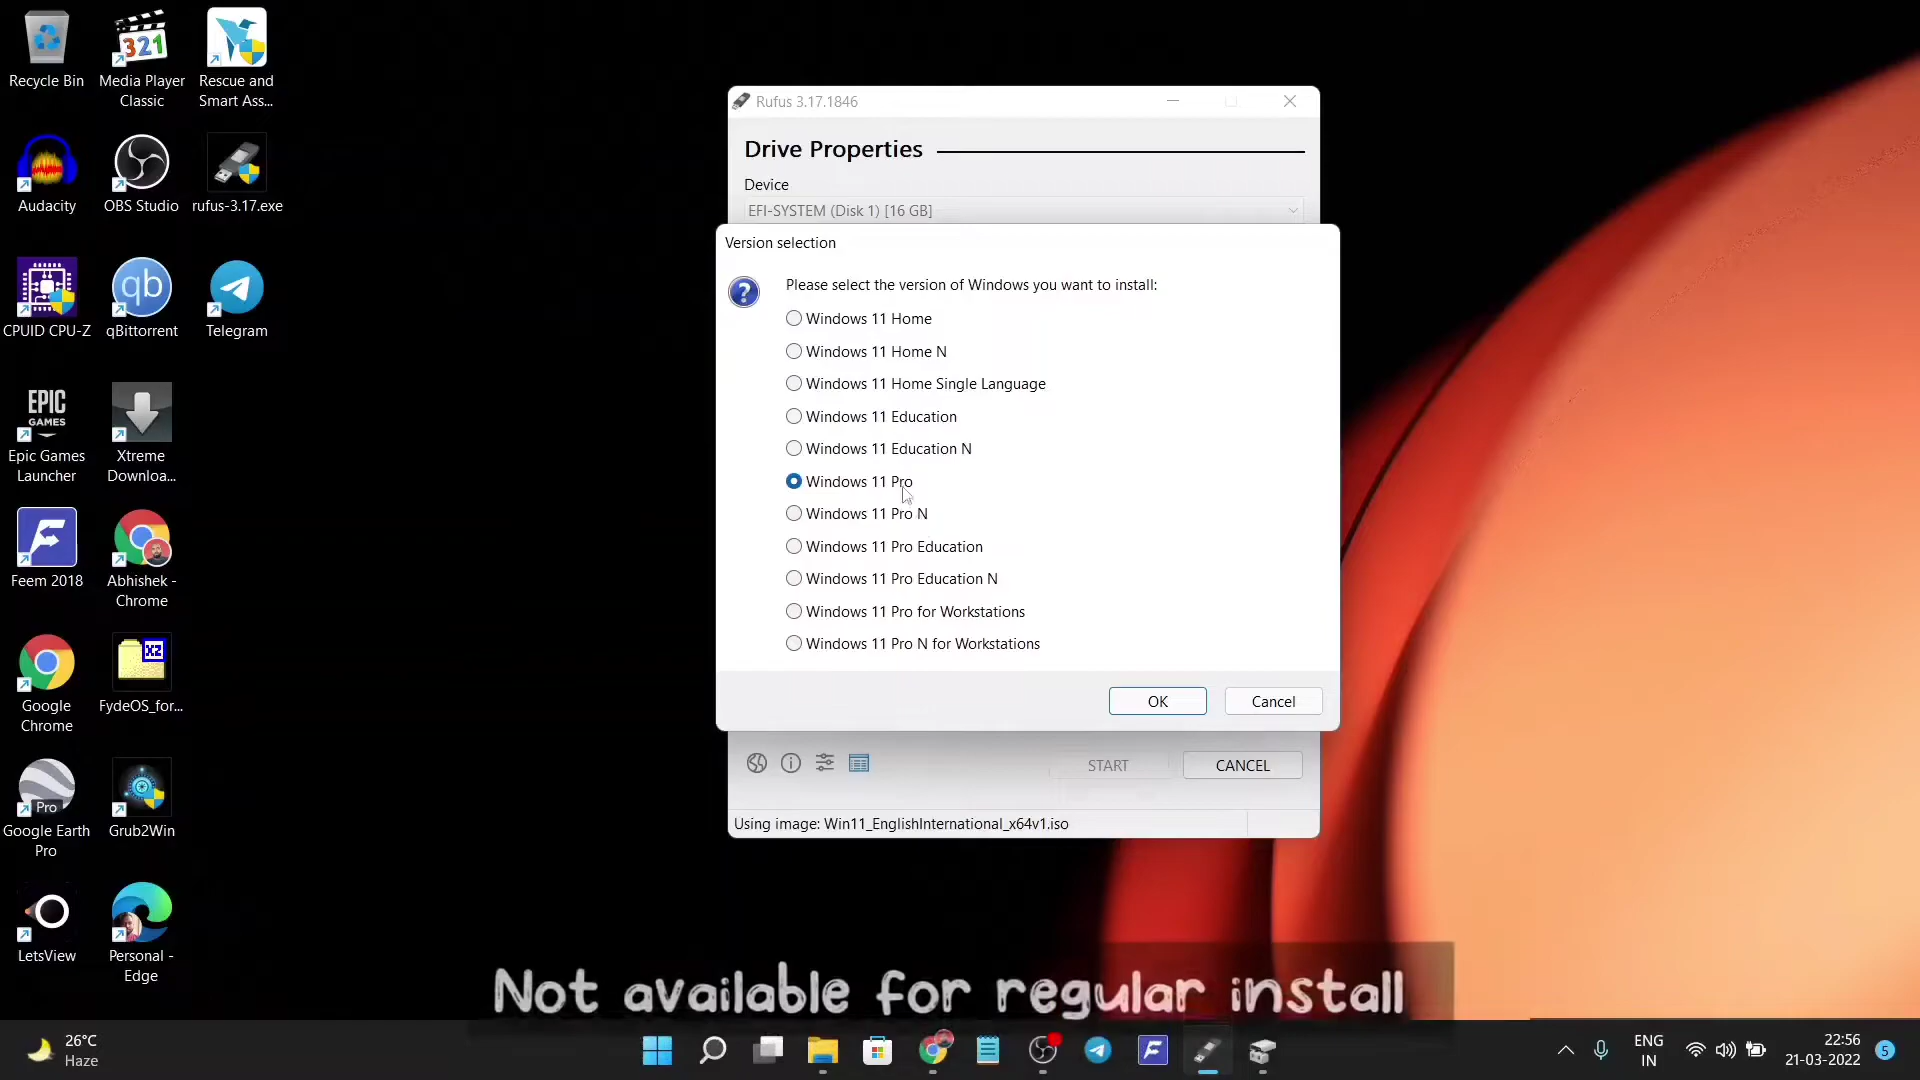 Recycle Bin
Media Player
Classic
Rescue and
Smart Ass...
Audacity
OBS Studio
rufus-3.17.exe
CPUID CPU-Z
qBittorrent
Telegram
EPIC
GAMES
Epic Games
Launcher
Xtreme
Downloa...
Feem 2018
Abhishek -
Chrome
Google
Chrome
XZ
FydeOS_for...
Pro
Google Earth
Pro
Grub2Win
LetsView
Personal -
Edge
321
qb
Rufus 3.17.1846
Drive Properties
Device
EFI-SYSTEM (Disk 1) [16 GB]
Version selection
Please select the version of Windows you want to install:
Windows 11 Home
Windows 11 Home N
Windows 11 Home Single Language
Windows 11 Education
Windows 11 Education N
Windows 11 Pro
Windows 11 Pro N
Windows 11 Pro Education
Windows 11 Pro Education N
Windows 11 Pro for Workstations
Windows 11 Pro N for Workstations
OK
Cancel
START
CANCEL
Using image: Win11_EnglishInternational_x64v1.iso
Not available for regular install
26°C
Haze
ENG
IN
22:56
21-03-2022
5